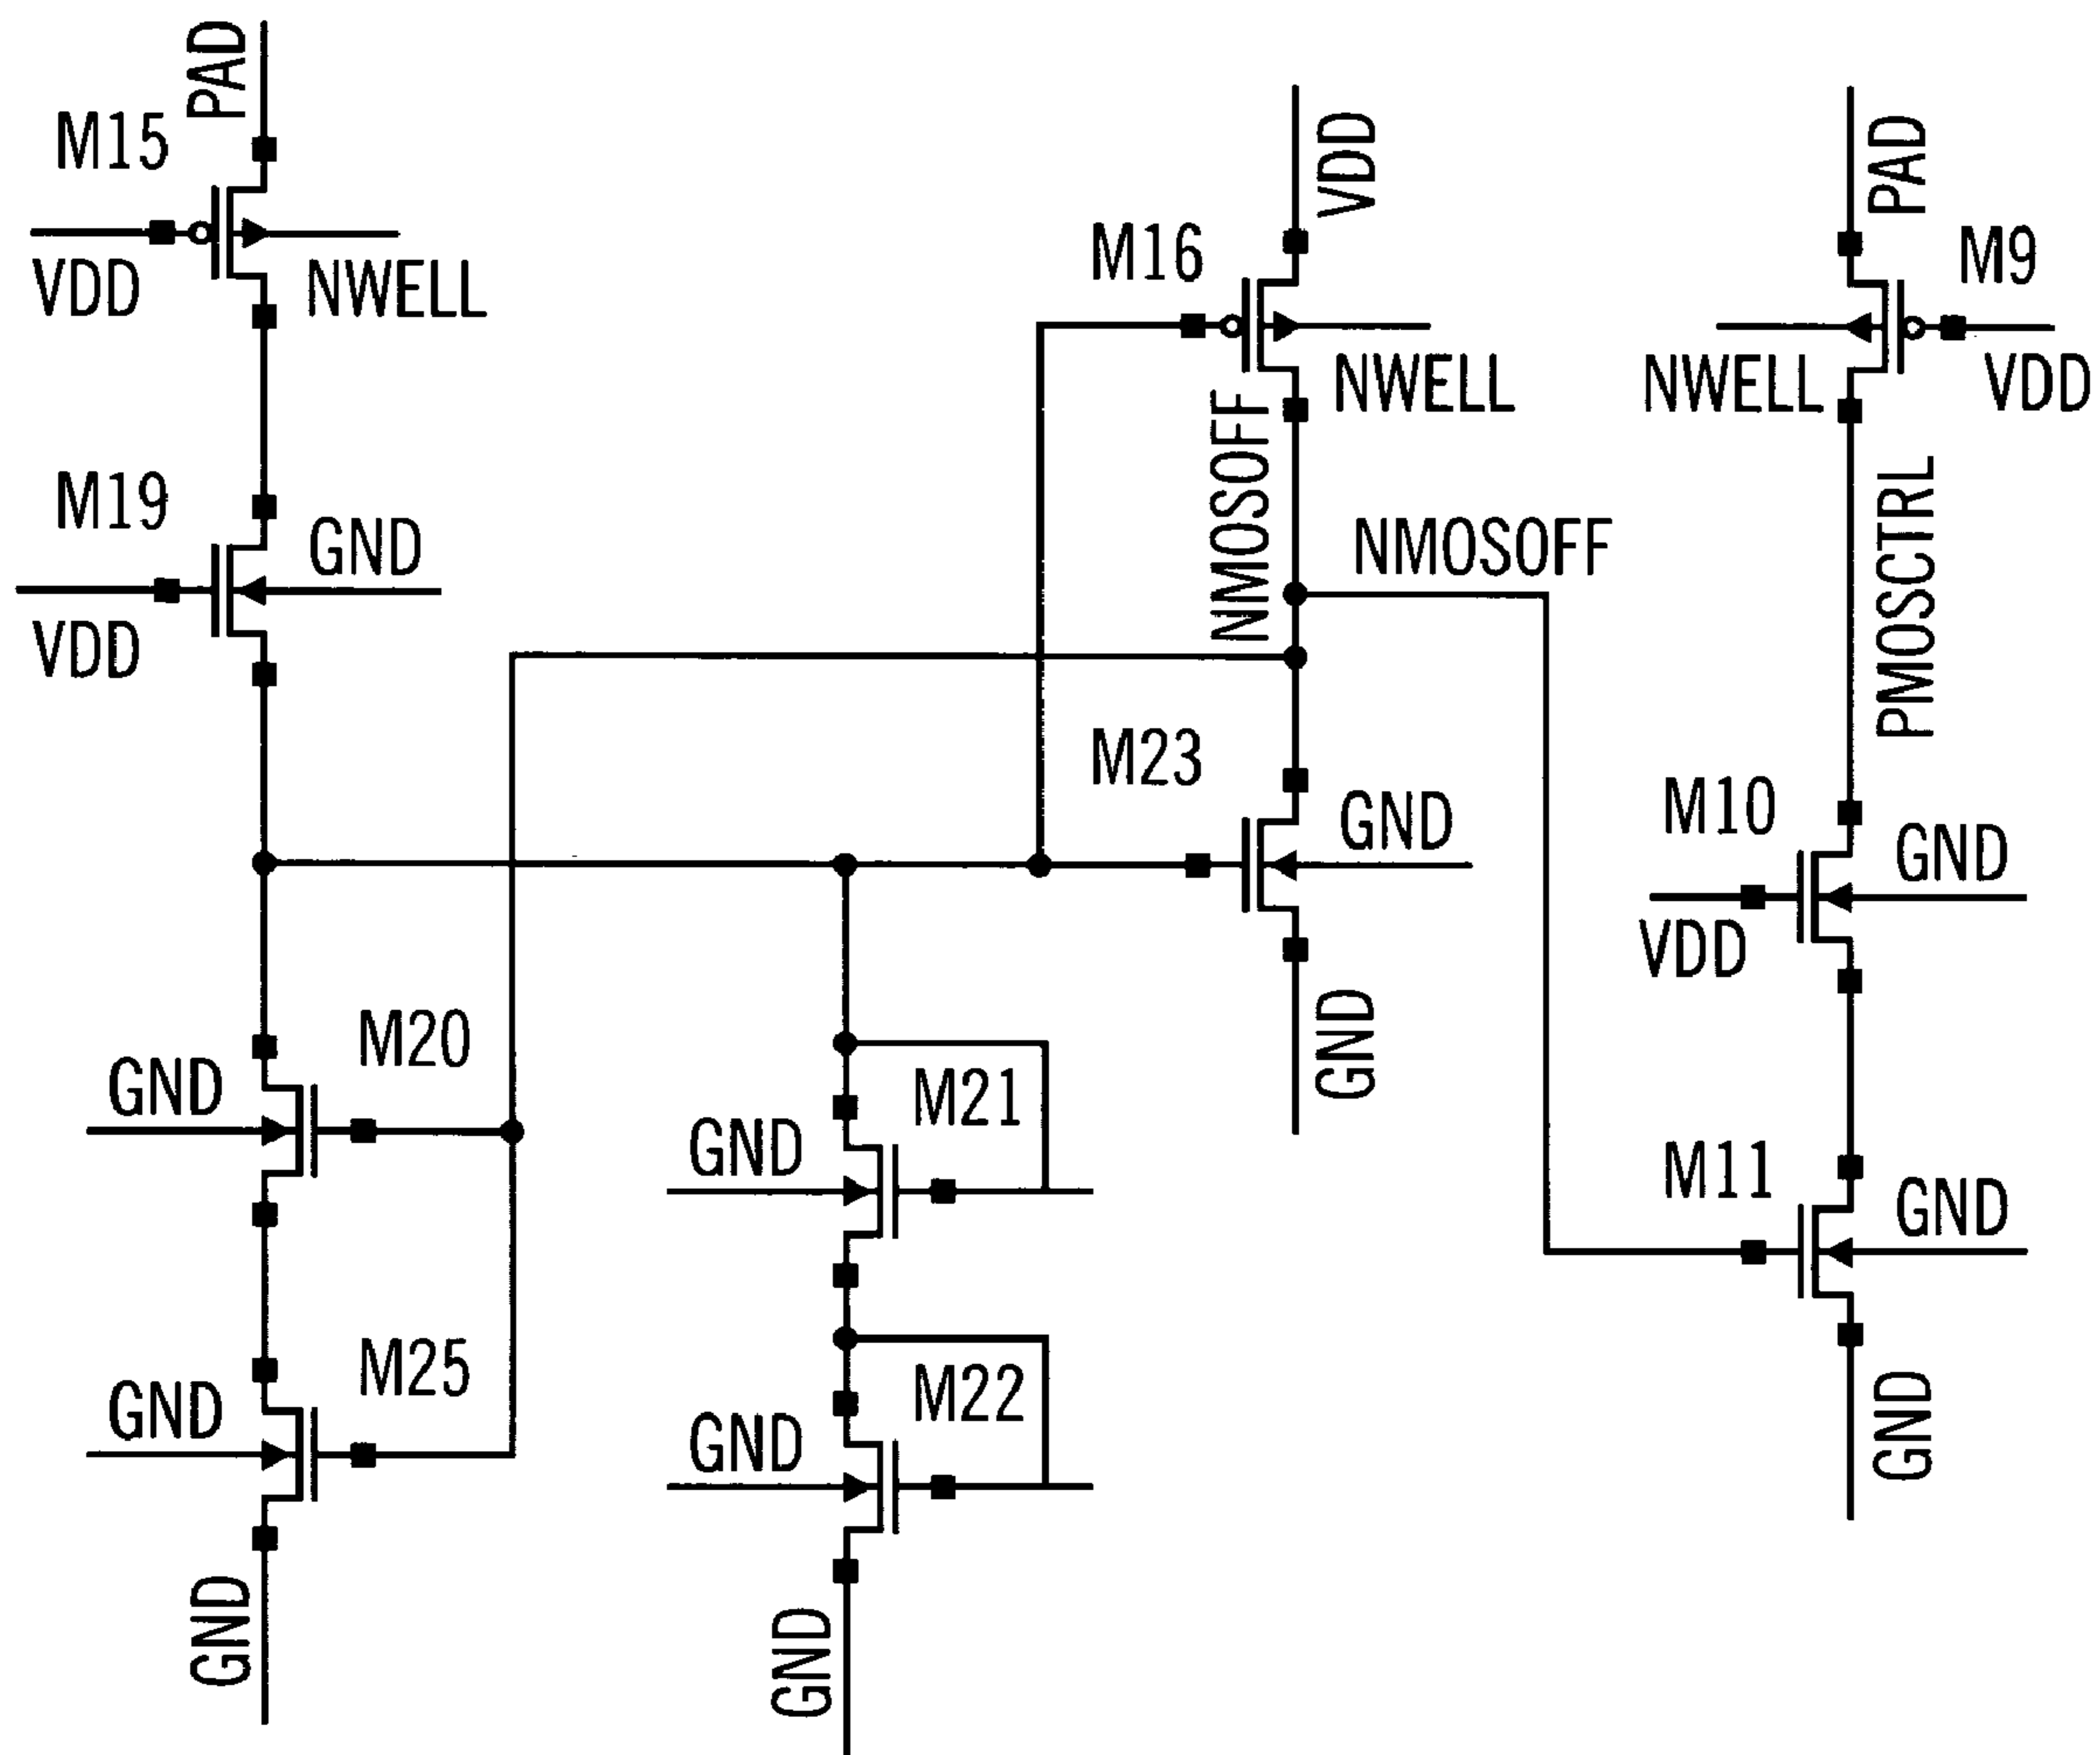 PAD
M15
VDD
NWELL
M19
GND
VDD
VDD
M16
NWELL
NMOSOFF
NMOSOFF
PAD
M9
NWELL
VDD
PMOSCTRL
M23
GND
GND
M10
GND
VDD
M20
GND
M21
GND
M11
GND
M25
GND
M22
GND
GND
GND
GND